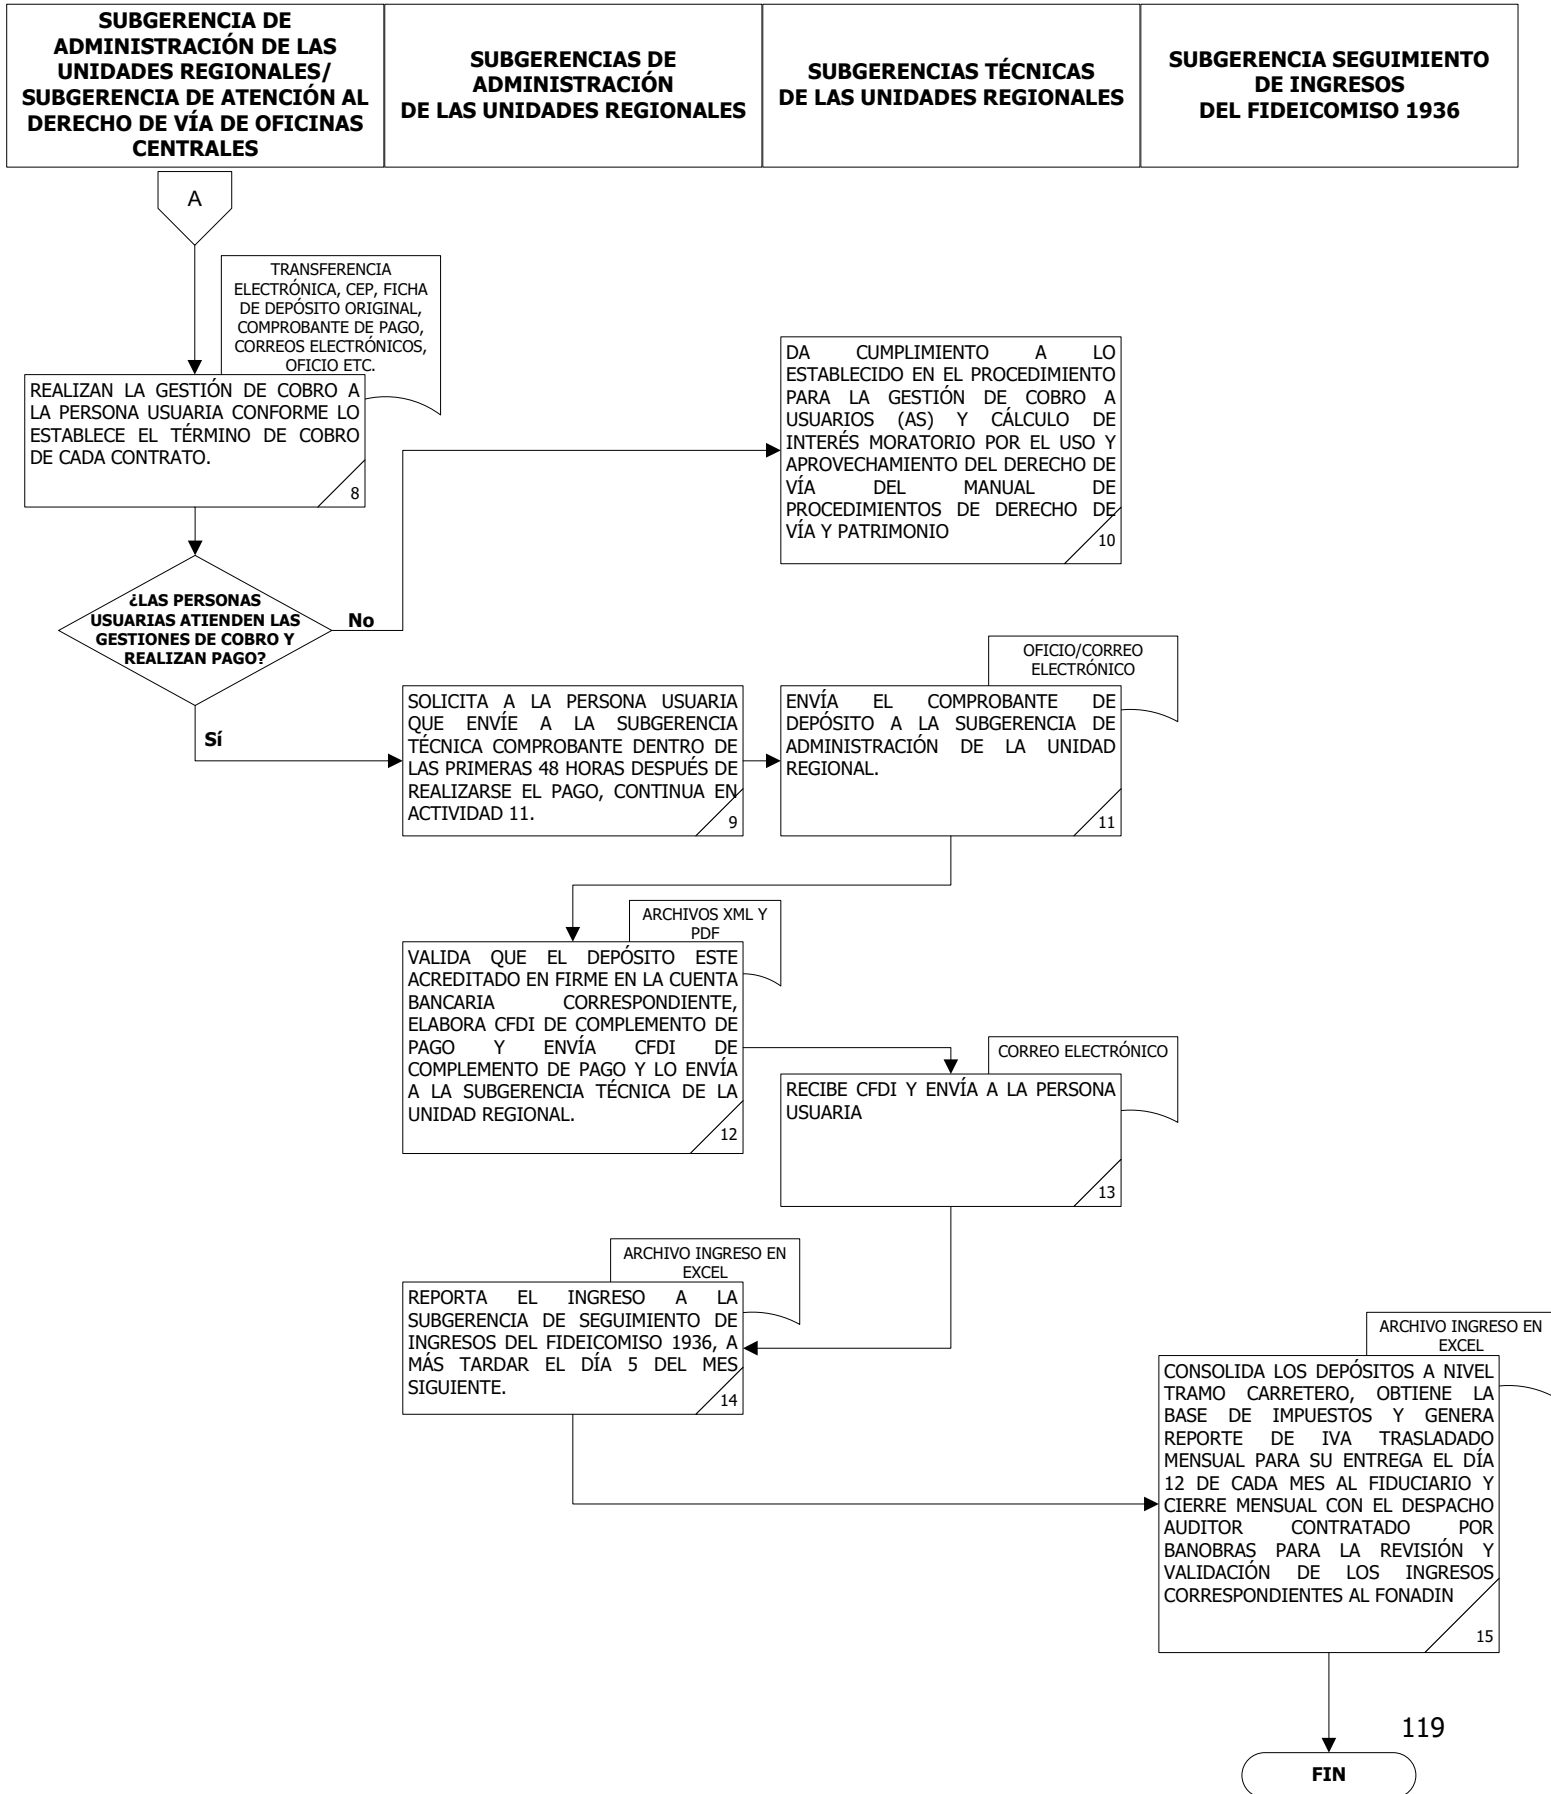 SUBGERENCIA DE
ADMINISTRACIÓN DE LAS
UNIDADES REGIONALES/
SUBGERENCIA DE ATENCIÓN AL
DERECHO DE VÍA DE OFICINAS
CENTRALES
SUBGERENCIAS DE
ADMINISTRACIÓN
DE LAS UNIDADES REGIONALES
SUBGERENCIAS TÉCNICAS
DE LAS UNIDADES REGIONALES
SUBGERENCIA SEGUIMIENTO
DE INGRESOS
DEL FIDEICOMISO 1936
A
TRANSFERENCIA
ELECTRÓNICA, CEP, FICHA
DE DEPÓSITO ORIGINAL,
COMPROBANTE DE PAGO,
CORREOS ELECTRÓNICOS,
OFICIO ETC.
REALIZAN LA GESTIÓN DE COBRO A
LA PERSONA USUARIA CONFORME LO
ESTABLECE EL TÉRMINO DE COBRO
DE CADA CONTRATO.
8
DA CUMPLIMIENTO A LO
ESTABLECIDO EN EL PROCEDIMIENTO
PARA LA GESTIÓN DE COBRO A
USUARIOS (AS) Y CÁLCULO DE
INTERÉS MORATORIO POR EL USO Y
APROVECHAMIENTO DEL DERECHO DE
VÍA DEL MANUAL DE
PROCEDIMIENTOS DE DERECHO DE
VÍA Y PATRIMONIO
10
¿LAS PERSONAS
USUARIAS ATIENDEN LAS
GESTIONES DE COBRO Y
REALIZAN PAGO?
No
Sí
SOLICITA A LA PERSONA USUARIA
QUE ENVÍE A LA SUBGERENCIA
TÉCNICA COMPROBANTE DENTRO DE
LAS PRIMERAS 48 HORAS DESPUÉS DE
REALIZARSE EL PAGO, CONTINUA EN
ACTIVIDAD 11.
9
OFICIO/CORREO
ELECTRÓNICO
ENVÍA EL COMPROBANTE DE
DEPÓSITO A LA SUBGERENCIA DE
ADMINISTRACIÓN DE LA UNIDAD
REGIONAL.
11
ARCHIVOS XML Y
PDF
VALIDA QUE EL DEPÓSITO ESTE
ACREDITADO EN FIRME EN LA CUENTA
BANCARIA CORRESPONDIENTE,
ELABORA CFDI DE COMPLEMENTO DE
PAGO Y ENVÍA CFDI DE
COMPLEMENTO DE PAGO Y LO ENVÍA
A LA SUBGERENCIA TÉCNICA DE LA
UNIDAD REGIONAL.
12
CORREO ELECTRÓNICO
RECIBE CFDI Y ENVÍA A LA PERSONA
USUARIA
13
ARCHIVO INGRESO EN
EXCEL
REPORTA EL INGRESO A LA
SUBGERENCIA DE SEGUIMIENTO DE
INGRESOS DEL FIDEICOMISO 1936, A
MÁS TARDAR EL DÍA 5 DEL MES
SIGUIENTE.
14
ARCHIVO INGRESO EN
EXCEL
CONSOLIDA LOS DEPÓSITOS A NIVEL
TRAMO CARRETERO, OBTIENE LA
BASE DE IMPUESTOS Y GENERA
REPORTE DE IVA TRASLADADO
MENSUAL PARA SU ENTREGA EL DÍA
12 DE CADA MES AL FIDUCIARIO Y
CIERRE MENSUAL CON EL DESPACHO
AUDITOR CONTRATADO POR
BANOBRAS PARA LA REVISIÓN Y
VALIDACIÓN DE LOS INGRESOS
CORRESPONDIENTES AL FONADIN
15
119
FIN